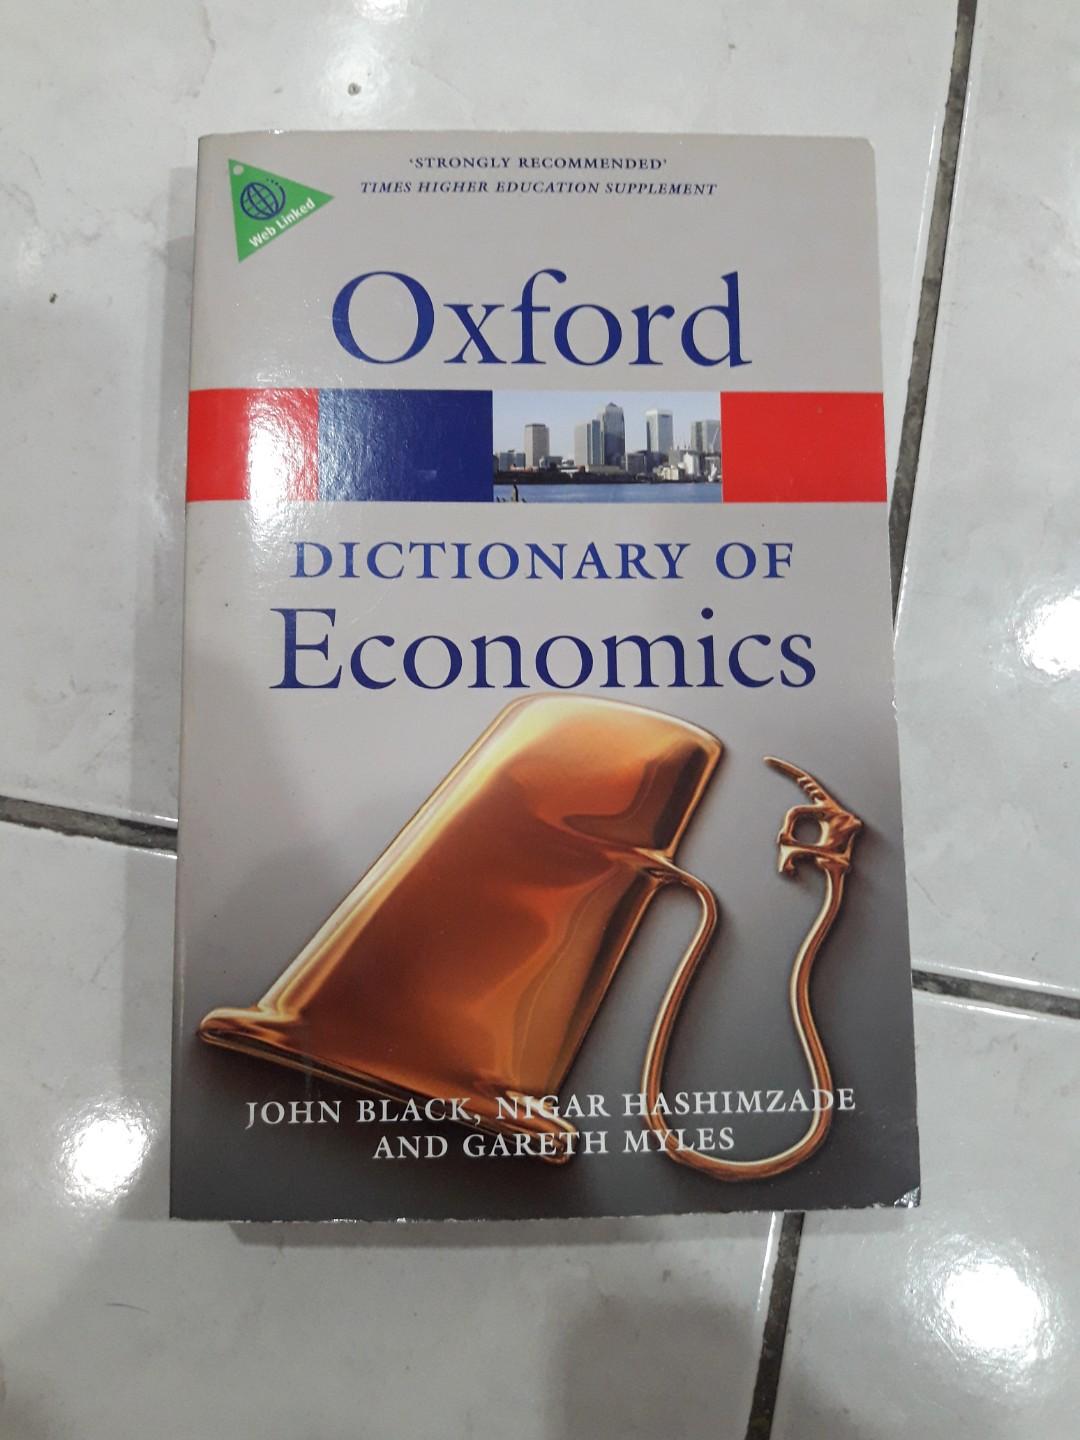 Web Linked
‘STRONGLY RECOMMENDED’
TIMES HIGHER EDUCATION SUPPLEMENT
Oxford
DICTIONARY OF
Economics
JOHN BLACK, NIGAR HASHIMZADE
AND GARETH MYLES